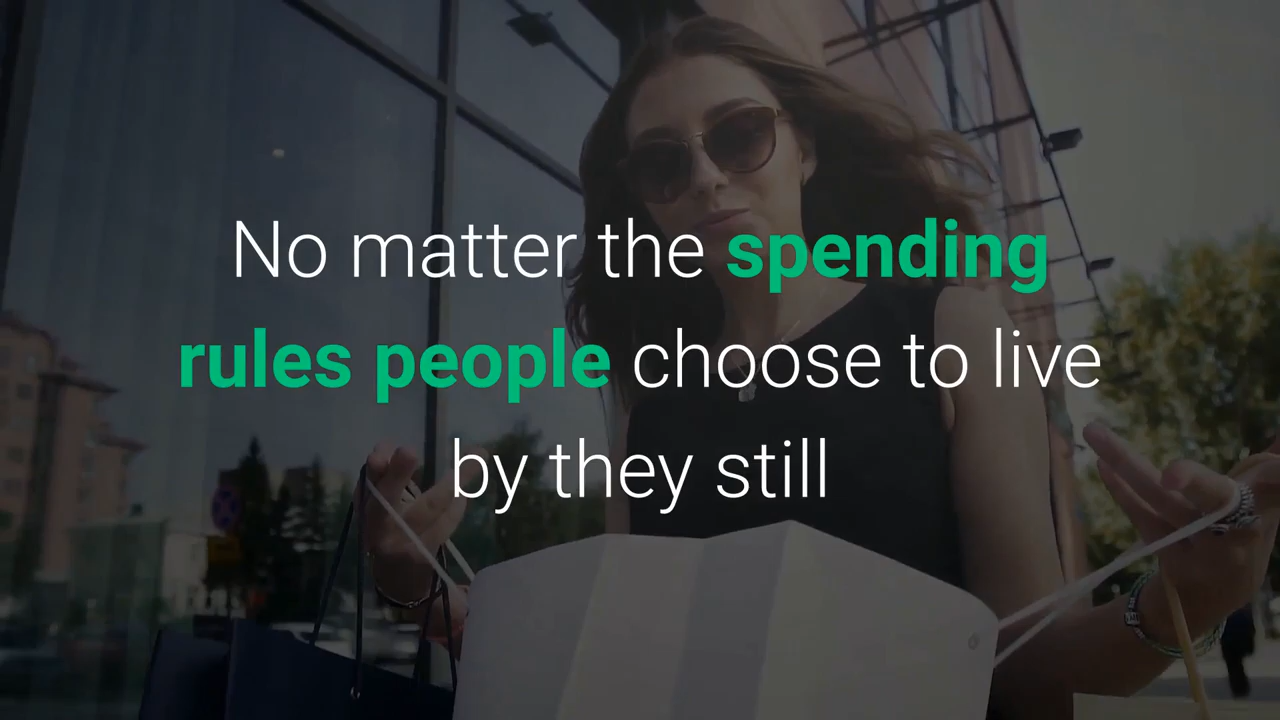 No matter the spending
rules people choose to live
by they still